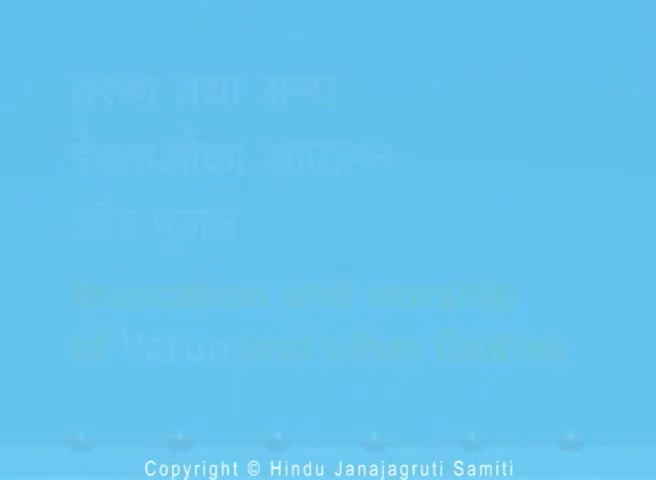 वरुण तथा अन्य
देवताओंका आवाहन
और पूजन
Invocation and worship
of Varun and other Deities
Copyright © Hindu Janajagruti Samiti